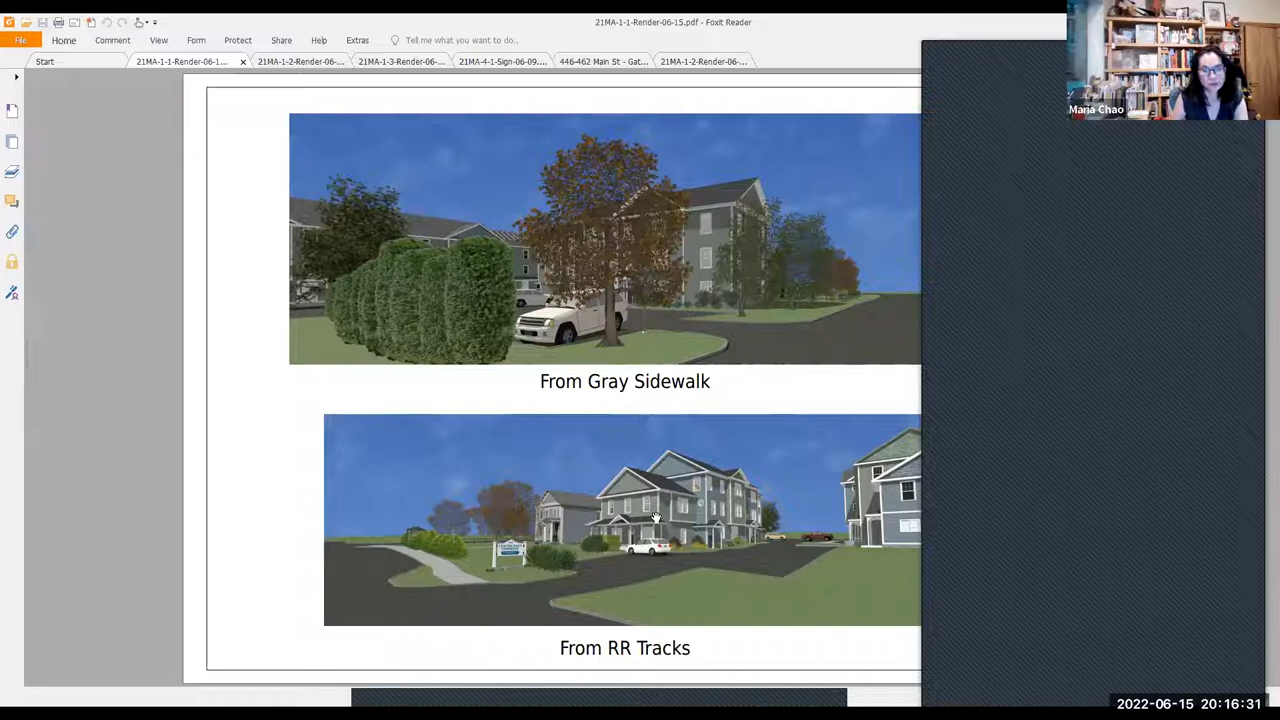 21MA-1-1-Render-06-15.pdf - Foxit Reader
File Home Comment View Form Protect Share Help Extras Tell me what you want to do...
Start 21MA-1-1-Render-06-1... 21MA-1-2-Render-06-... 21MA-1-3-Render-06-... 21MA-4-1-Sign-06-09.... 446-462 Main St - Gat... 21MA-1-2-Render-06-...
Maria Chao
From Gray Sidewalk
From RR Tracks
2022-06-15 20:16:31